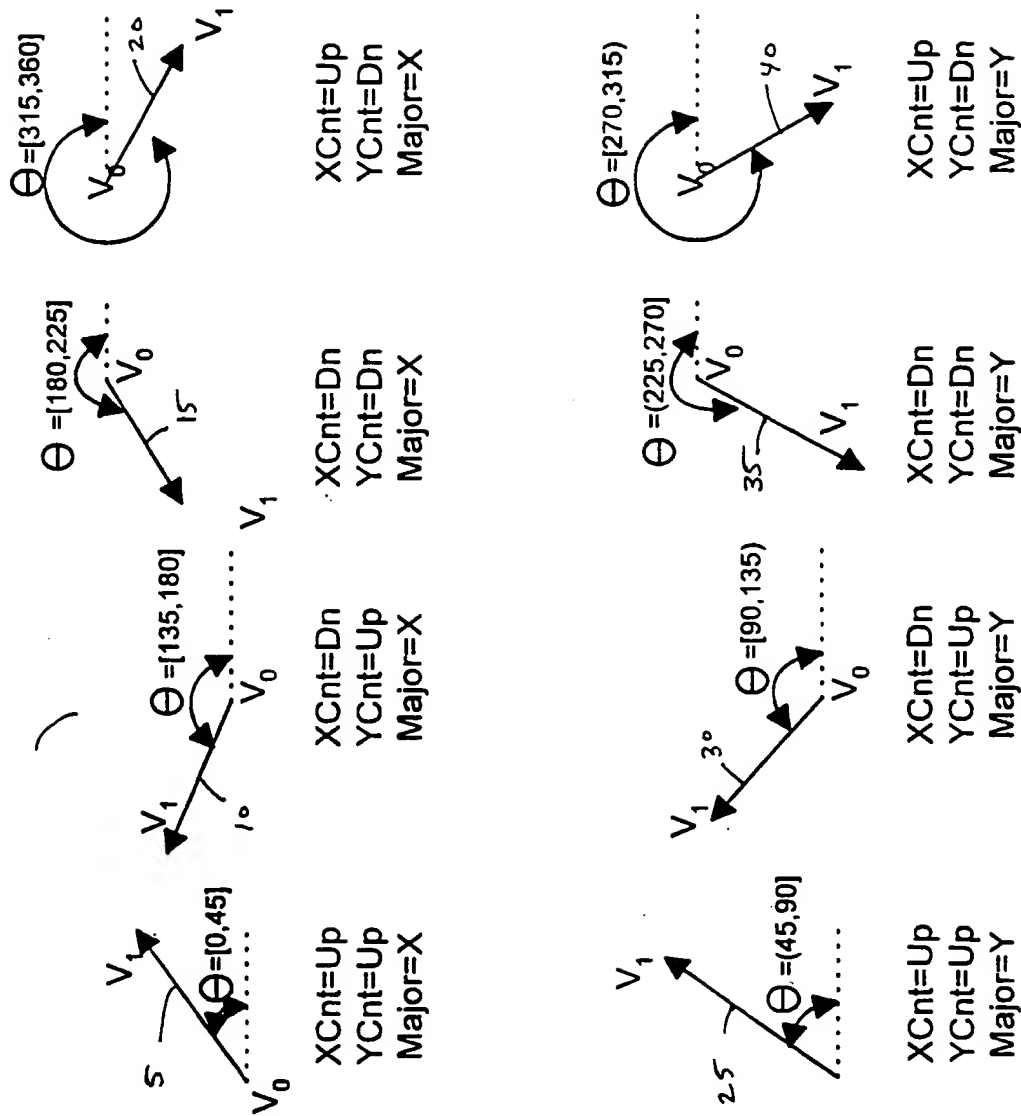 V₁
5
Θ=[0,45]
V₀
XCnt=Up
YCnt=Up
Major=X
V₁
Θ=[135,180]
10
V₀
XCnt=Dn
YCnt=Up
Major=X
Θ=[180,225]
V₀
15
V₁
XCnt=Dn
YCnt=Dn
Major=X
Θ=[315,360)
V₀
20
V₁
XCnt=Up
YCnt=Dn
Major=X
V₁
25
Θ=(45,90)
XCnt=Up
YCnt=Up
Major=Y
V₁
30
Θ=[90,135)
V₀
XCnt=Dn
YCnt=Up
Major=Y
Θ=(225,270]
V₀
35
V₁
XCnt=Dn
YCnt=Dn
Major=Y
Θ=[270,315)
V₀
40
V₁
XCnt=Up
YCnt=Dn
Major=Y